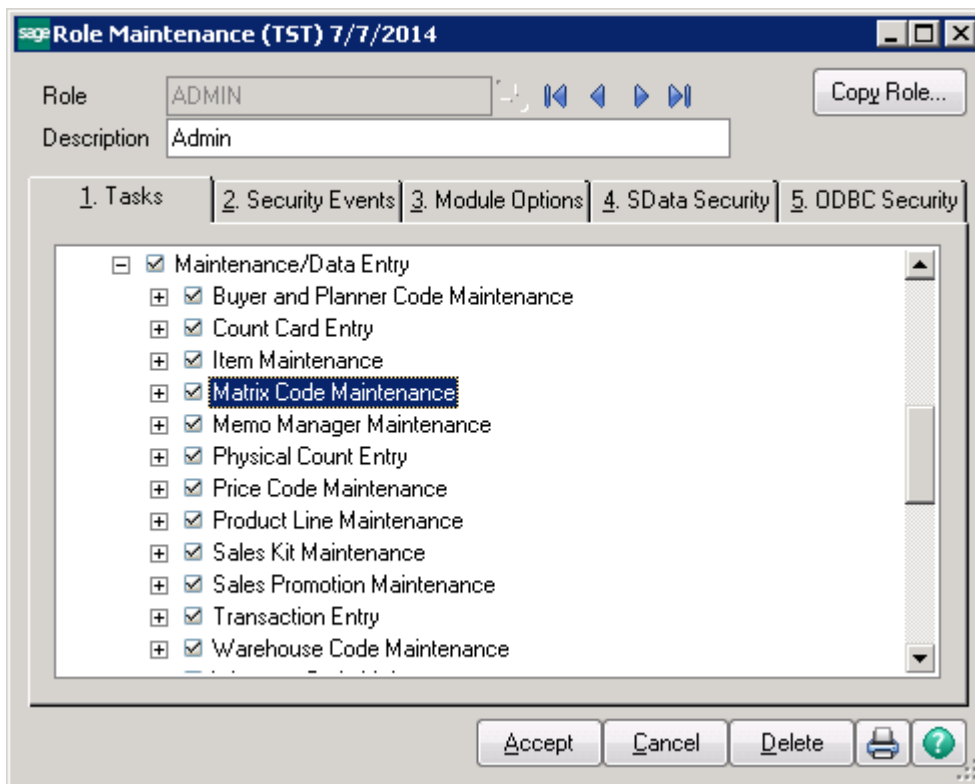 sage Role Maintenance (TST) 7/7/2014
Role ADMIN Copy Role...
Description Admin
1. Tasks 2. Security Events 3. Module Options 4. SData Security 5. ODBC Security
Maintenance/Data Entry
Buyer and Planner Code Maintenance
Count Card Entry
Item Maintenance
Matrix Code Maintenance
Memo Manager Maintenance
Physical Count Entry
Price Code Maintenance
Product Line Maintenance
Sales Kit Maintenance
Sales Promotion Maintenance
Transaction Entry
Warehouse Code Maintenance
Accept Cancel Delete ?